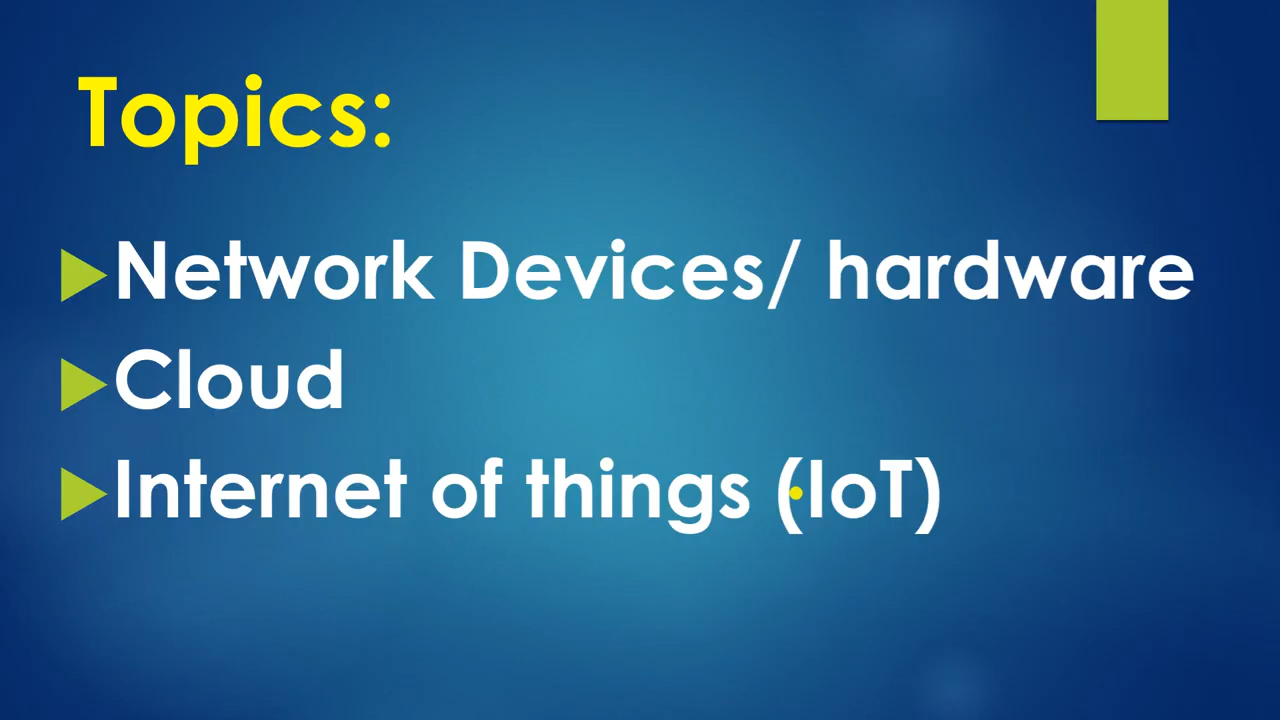 Topics:
Network Devices/ hardware
Cloud
Internet of things (IoT)